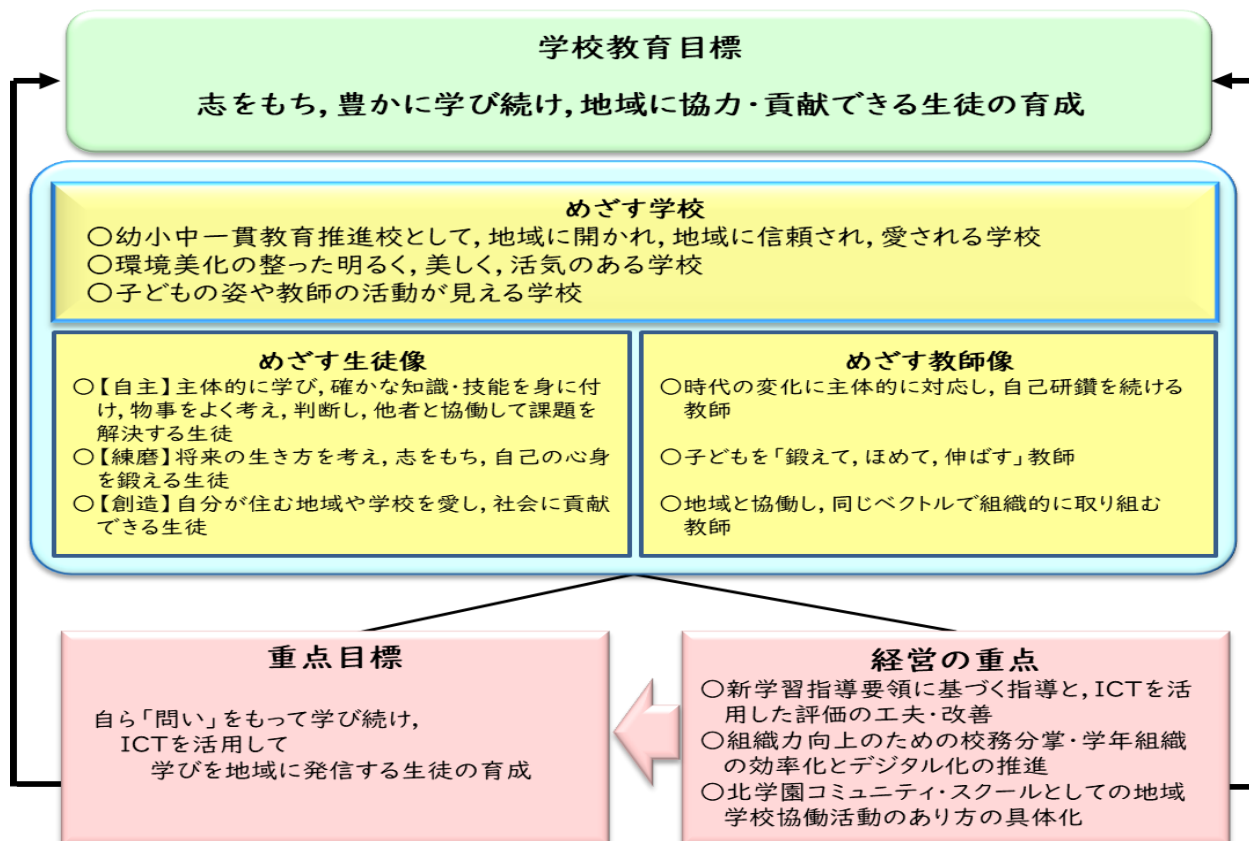 学校教育目標
志をもち，豊かに学び続け，地域に協力・貢献できる生徒の育成
めざす学校
○幼小中一貫教育推進校として，地域に開かれ，地域に信頼され，愛される学校
○環境美化の整った明るく，美しく，活気のある学校
○子どもの姿や教師の活動が見える学校
めざす生徒像
○【自主】主体的に学び，確かな知識・技能を身に付
け，物事をよく考え，判断し，他者と協働して課題を
解決する生徒
○【練磨】将来の生き方を考え，志をもち，自己の心身
を鍛える生徒
○【創造】自分が住む地域や学校を愛し，社会に貢献
できる生徒
めざす教師像
○時代の変化に主体的に対応し，自己研鑽を続ける
教師
○子どもを「鍛えて，ほめて，伸ばす」教師
○地域と協働し，同じベクトルで組織的に取り組む
教師
重点目標
自ら「問い」をもって学び続け，
ICTを活用して
学びを地域に発信する生徒の育成
経営の重点
○新学習指導要領に基づく指導と，ICTを活
用した評価の工夫・改善
○組織力向上のための校務分掌・学年組織
の効率化とデジタル化の推進
○北学園コミュニティ・スクールとしての地域
学校協働活動のあり方の具体化